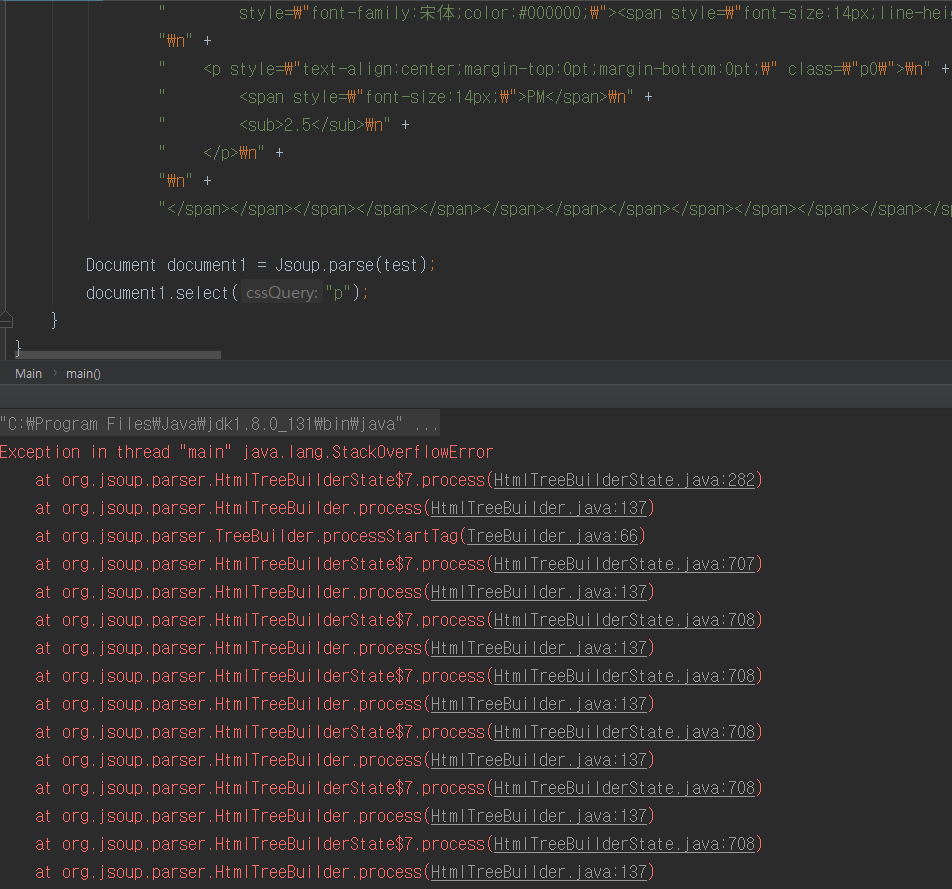 "        style=₩"font-family:宋体;color:#000000;₩"><span style=₩"font-size:14px;line-hei
"₩n" +
"    <p style=₩"text-align:center;margin-top:0pt;margin-bottom:0pt;₩" class=₩"p0₩">₩n" +
"        <span style=₩"font-size:14px;₩">PM</span>₩n" +
"        <sub>2.5</sub>₩n" +
"    </p>₩n" +
"₩n" +
"</span></span></span></span></span></span></span></span></span></span></span></span></sp
Document document1 = Jsoup.parse(test);
document1.select( cssQuery: "p");
}
}
Main › main()
"C:₩Program Files₩Java₩jdk1.8.0_131₩bin₩java" ...
Exception in thread "main" java.lang.StackOverflowError
at org.jsoup.parser.HtmlTreeBuilderState$7.process(HtmlTreeBuilderState.java:282)
at org.jsoup.parser.HtmlTreeBuilder.process(HtmlTreeBuilder.java:137)
at org.jsoup.parser.TreeBuilder.processStartTag(TreeBuilder.java:66)
at org.jsoup.parser.HtmlTreeBuilderState$7.process(HtmlTreeBuilderState.java:707)
at org.jsoup.parser.HtmlTreeBuilder.process(HtmlTreeBuilder.java:137)
at org.jsoup.parser.HtmlTreeBuilderState$7.process(HtmlTreeBuilderState.java:708)
at org.jsoup.parser.HtmlTreeBuilder.process(HtmlTreeBuilder.java:137)
at org.jsoup.parser.HtmlTreeBuilderState$7.process(HtmlTreeBuilderState.java:708)
at org.jsoup.parser.HtmlTreeBuilder.process(HtmlTreeBuilder.java:137)
at org.jsoup.parser.HtmlTreeBuilderState$7.process(HtmlTreeBuilderState.java:708)
at org.jsoup.parser.HtmlTreeBuilder.process(HtmlTreeBuilder.java:137)
at org.jsoup.parser.HtmlTreeBuilderState$7.process(HtmlTreeBuilderState.java:708)
at org.jsoup.parser.HtmlTreeBuilder.process(HtmlTreeBuilder.java:137)
at org.jsoup.parser.HtmlTreeBuilderState$7.process(HtmlTreeBuilderState.java:708)
at org.jsoup.parser.HtmlTreeBuilder.process(HtmlTreeBuilder.java:137)